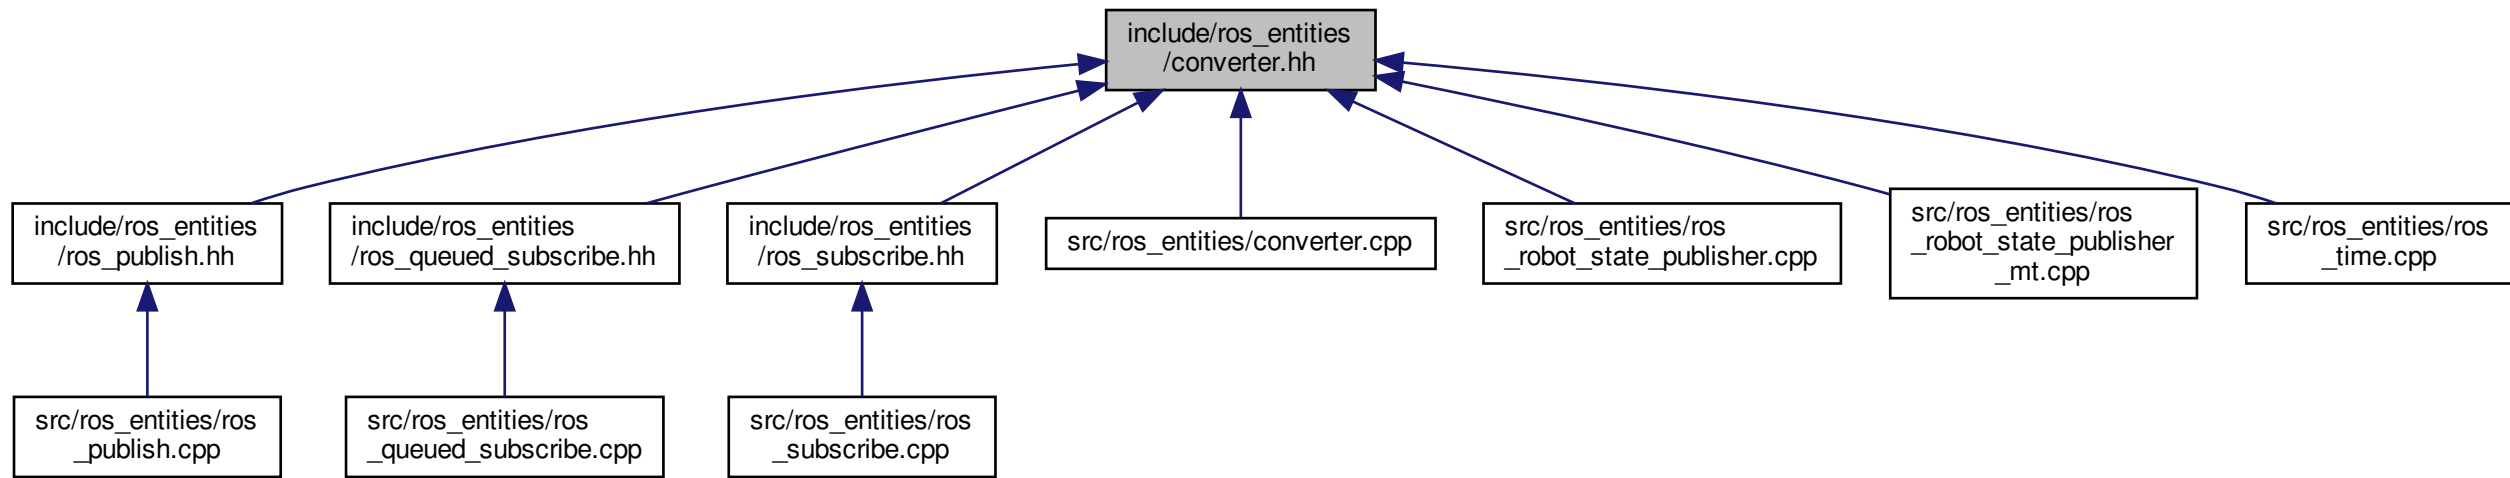 include/ros_entities
/converter.hh
include/ros_entities
/ros_publish.hh
include/ros_entities
/ros_queued_subscribe.hh
include/ros_entities
/ros_subscribe.hh
src/ros_entities/converter.cpp
src/ros_entities/ros
_robot_state_publisher.cpp
src/ros_entities/ros
_robot_state_publisher
_mt.cpp
src/ros_entities/ros
_time.cpp
src/ros_entities/ros
_publish.cpp
src/ros_entities/ros
_queued_subscribe.cpp
src/ros_entities/ros
_subscribe.cpp